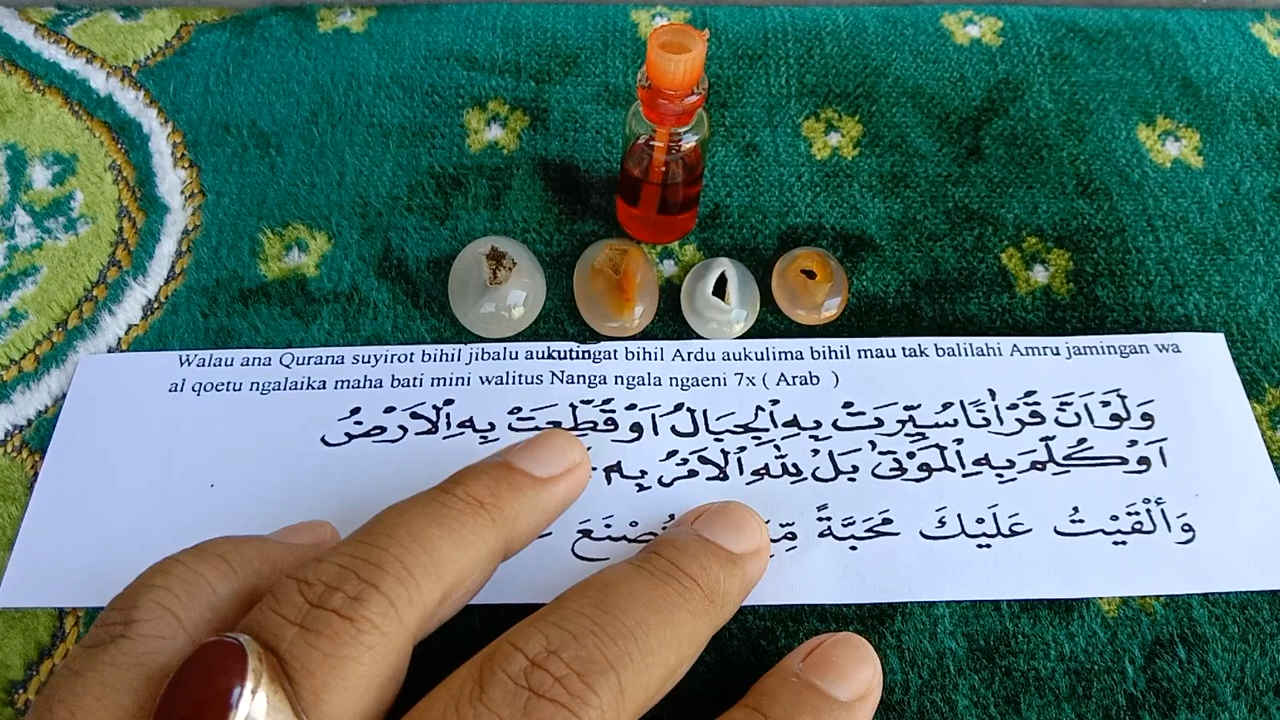 Walau ana Qurana suyirot bihil jibalu aukutingat bihil Ardu aukulima bihil mau tak balilahi Amru jamingan wa
al qoetu ngalaika maha bati mini walitus Nanga ngala ngaeni 7x ( Arab )
وَلَوْ اَنَّ قُرْاٰنًا سُيِّرَتْ بِهِ الْجِبَالُ اَوْ قُطِّعَتْ بِهِ الْاَرْضُ
اَوْ كُلِّمَ بِهِ الْمَوْتٰى بَلْ لِلّٰهِ الْاَمْرُ
وَأَلْقَيْتُ عَلَيْكَ مَحَبَّةً